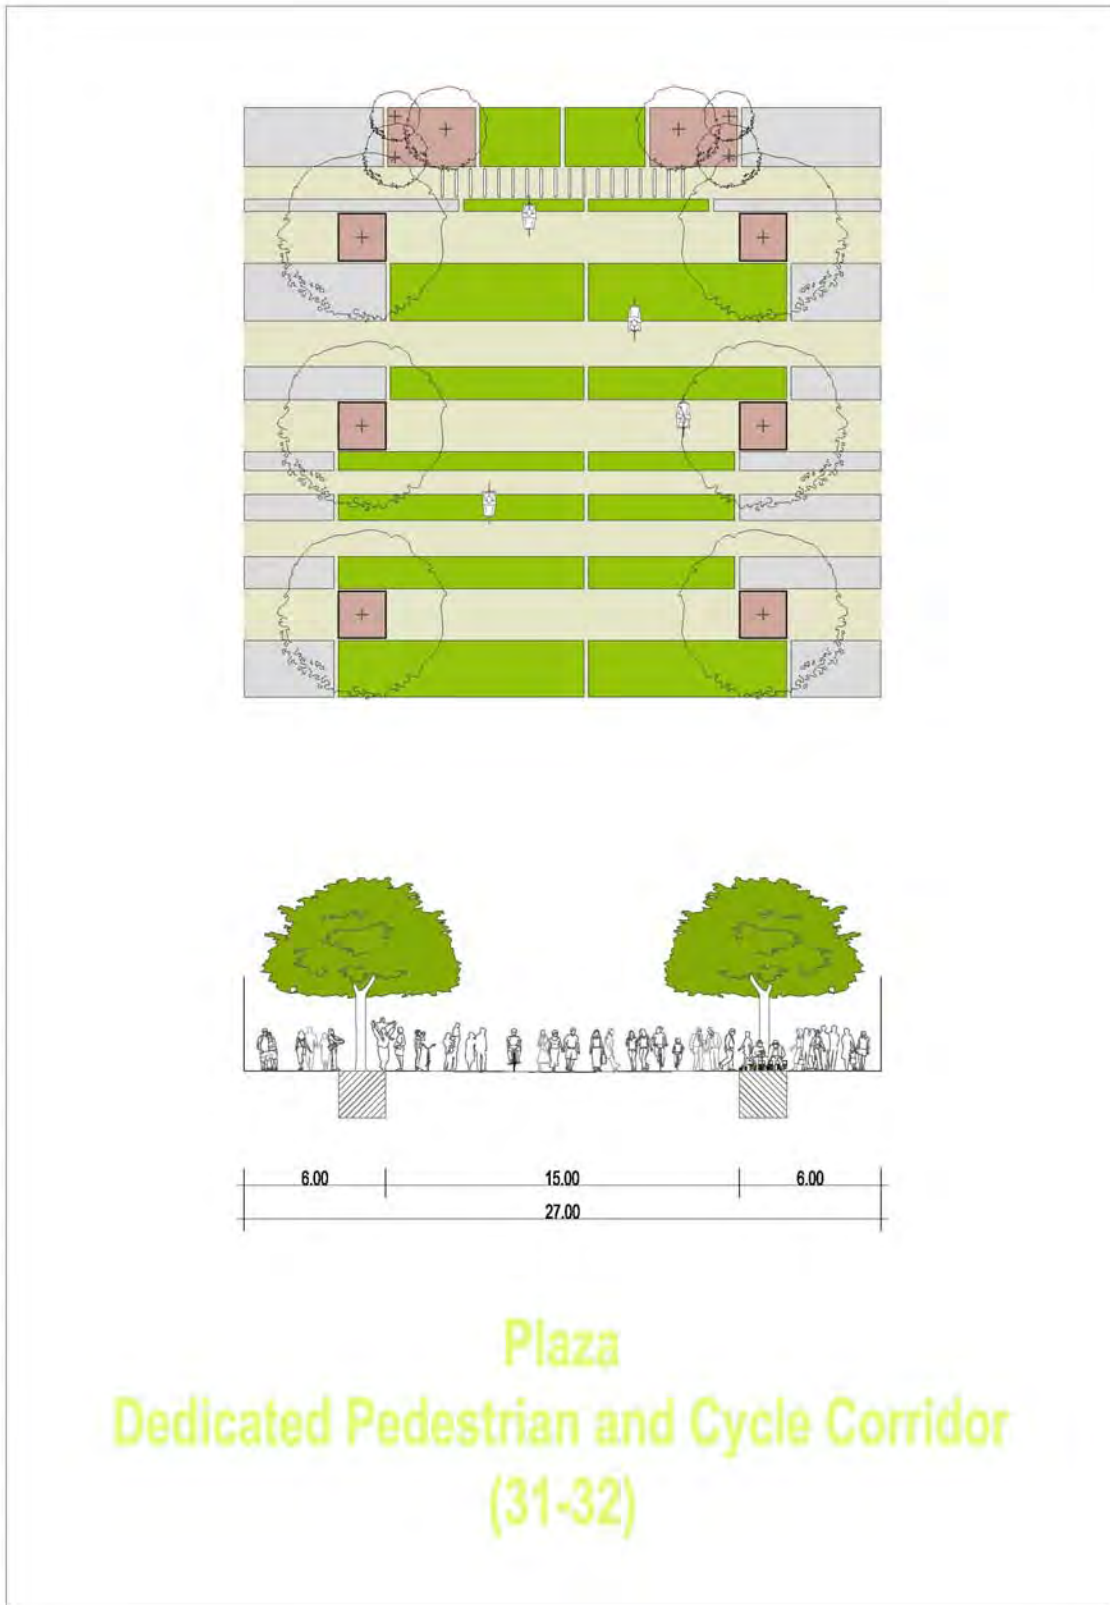 6.00 15.00 6.00
27.00
Plaza
Dedicated Pedestrian and Cycle Corridor
(31-32)